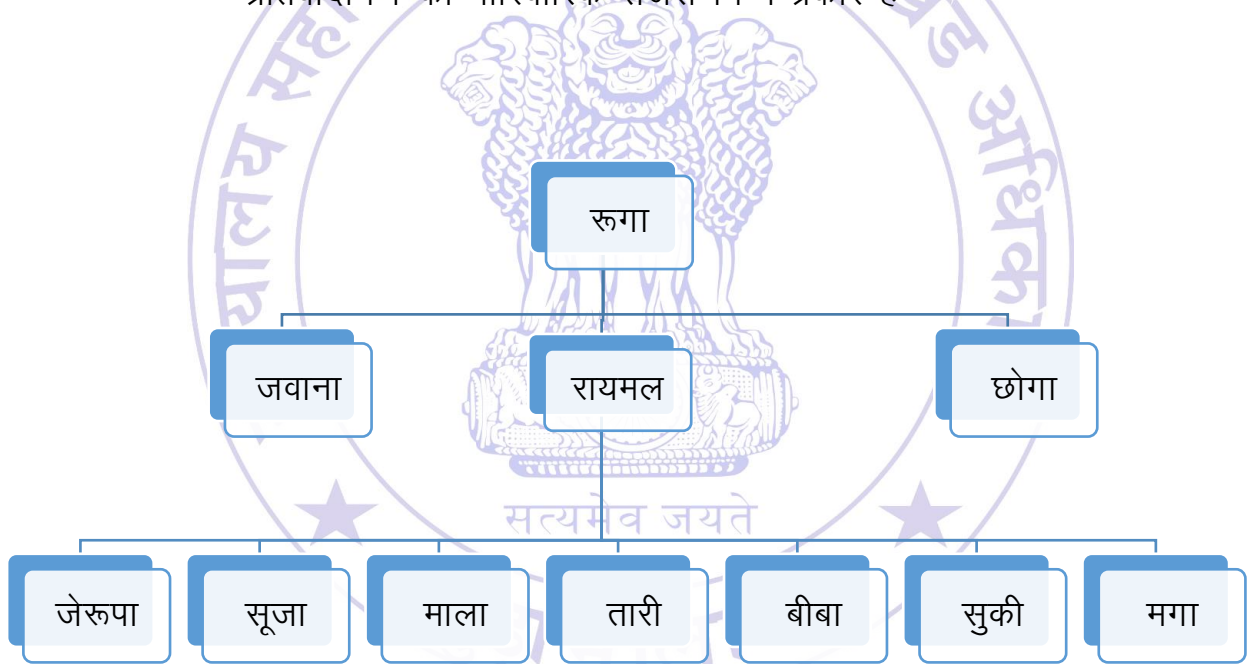 रूगा
जवाना रायमल छोगा
सत्यमेव जयते
जेरूपा सूजा माला तारी बीबा सुकी मगा